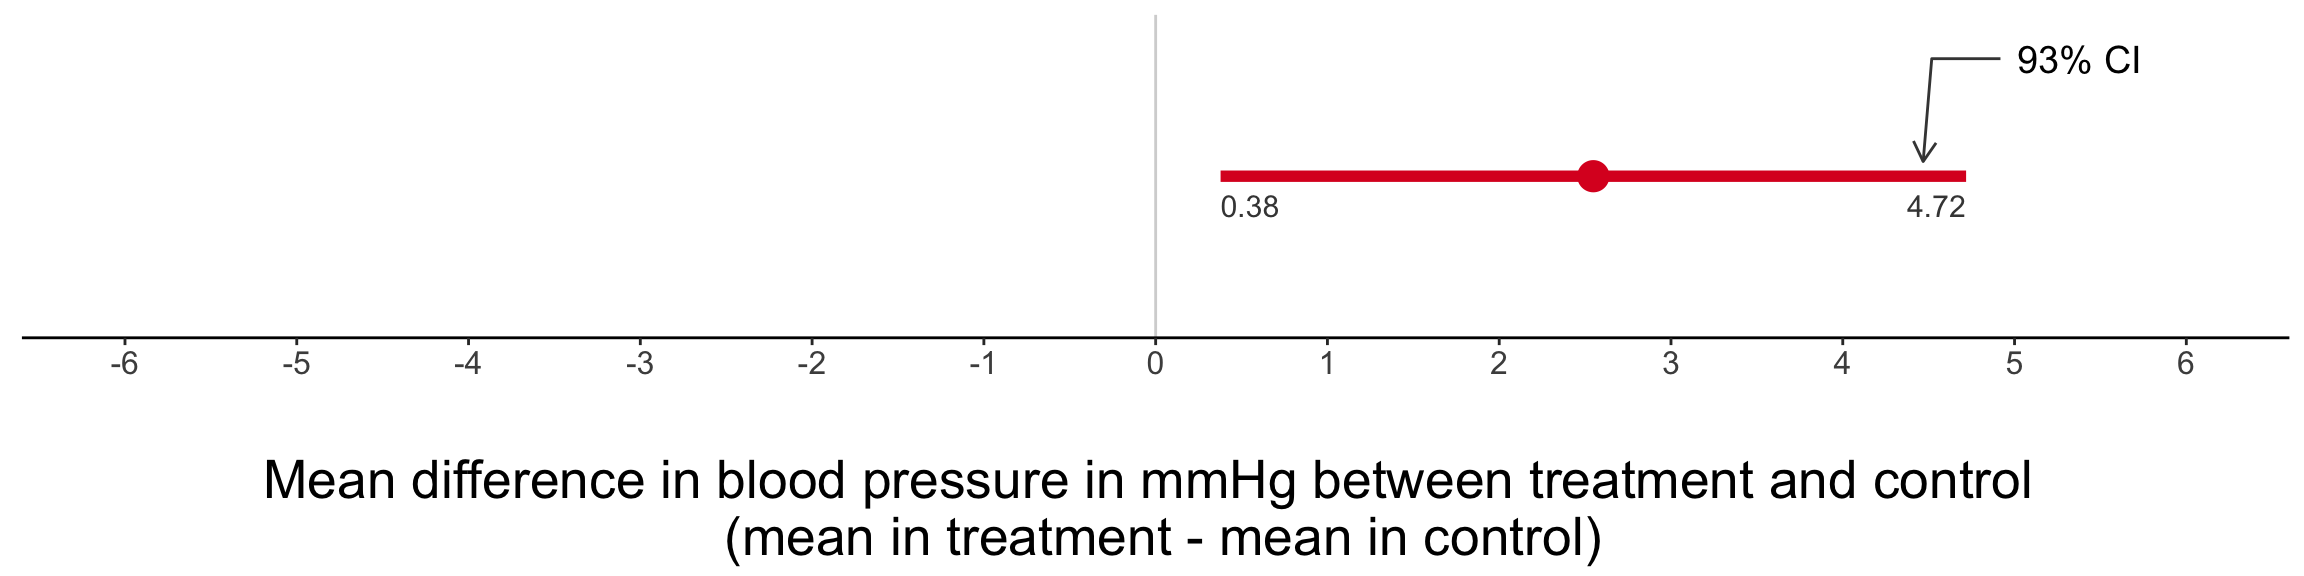 93% CI
0.38 4.72
-6 -5 -4 -3 -2 -1 0 1 2 3 4 5 6
Mean difference in blood pressure in mmHg between treatment and control
(mean in treatment - mean in control)